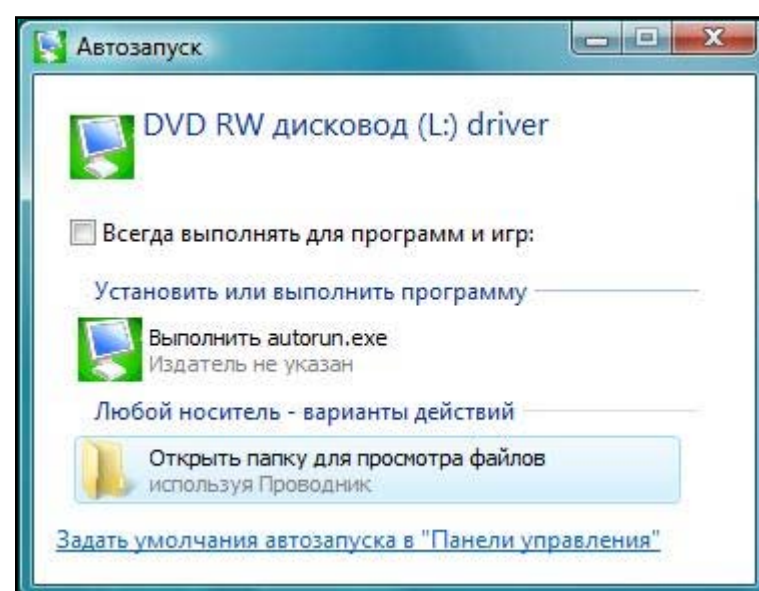 Автозапуск
DVD RW дисковод (L:) driver
Всегда выполнять для программ и игр:
Установить или выполнить программу
Выполнить autorun.exe
Издатель не указан
Любой носитель - варианты действий
Открыть папку для просмотра файлов
используя Проводник
Задать умолчания автозапуска в "Панели управления"